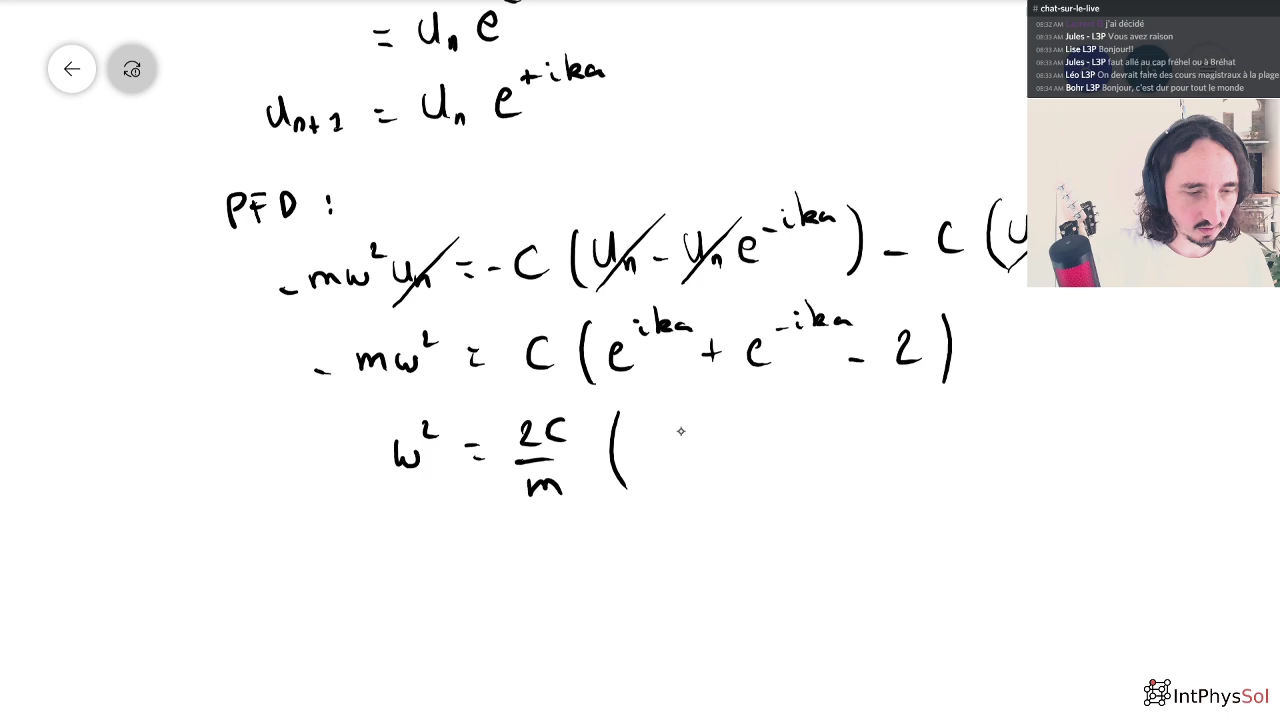 = uₙ e
uₙ₊₁ = uₙ e^{+ika}
PFD :
- mω² uₙ = - C (uₙ - uₙ e^{-ika}) - C (u
- mω² = C (e^{ika} + e^{-ika} - 2)
ω² = 2C/m (
# chat-sur-le-live
08:32 AM Laurent G j'ai décidé
08:33 AM Jules - L3P Vous avez raison
08:33 AM Lise L3P Bonjour!!
08:33 AM Jules - L3P faut allé au cap fréhel ou à Bréhat
08:33 AM Léo L3P On devrait faire des cours magistraux à la plage
08:34 AM Bohr L3P Bonjour, c'est dur pour tout le monde
IntPhysSol